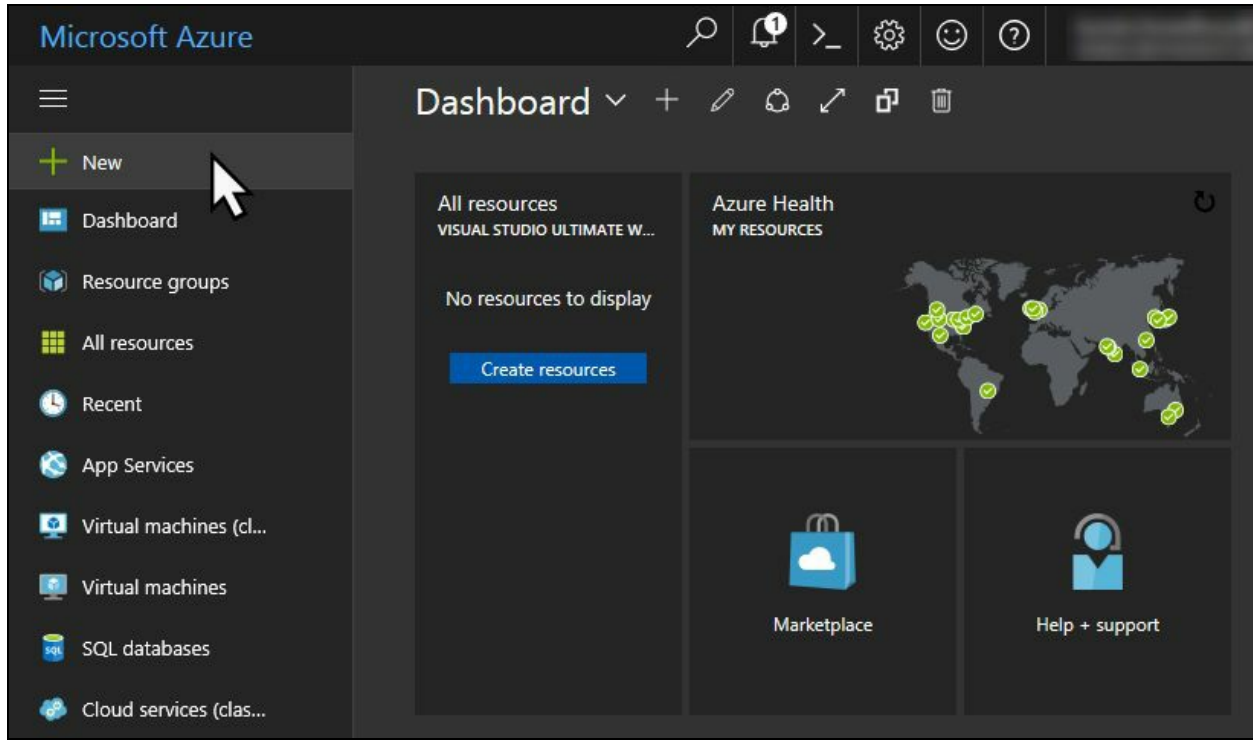 Microsoft Azure
1
Dashboard
New
Dashboard
Resource groups
All resources
Recent
App Services
Virtual machines (cl...
Virtual machines
SQL
SQL databases
Cloud services (clas...
All resources
VISUAL STUDIO ULTIMATE W...
No resources to display
Create resources
Azure Health
MY RESOURCES
Marketplace
Help + support